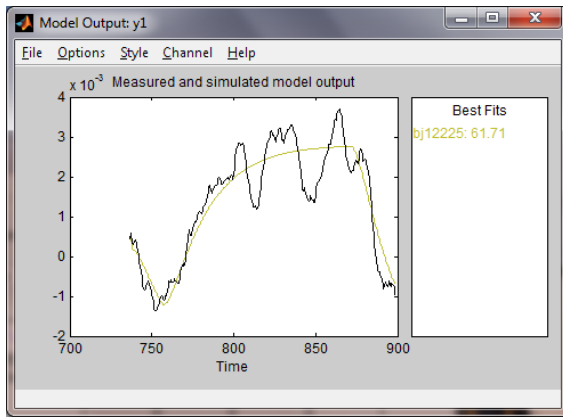 Model Output: y1
File Options Style Channel Help
x 10⁻³ Measured and simulated model output
4
3
2
1
0
-1
-2
700 750 800 850 900
Time
Best Fits
bj12225: 61.71